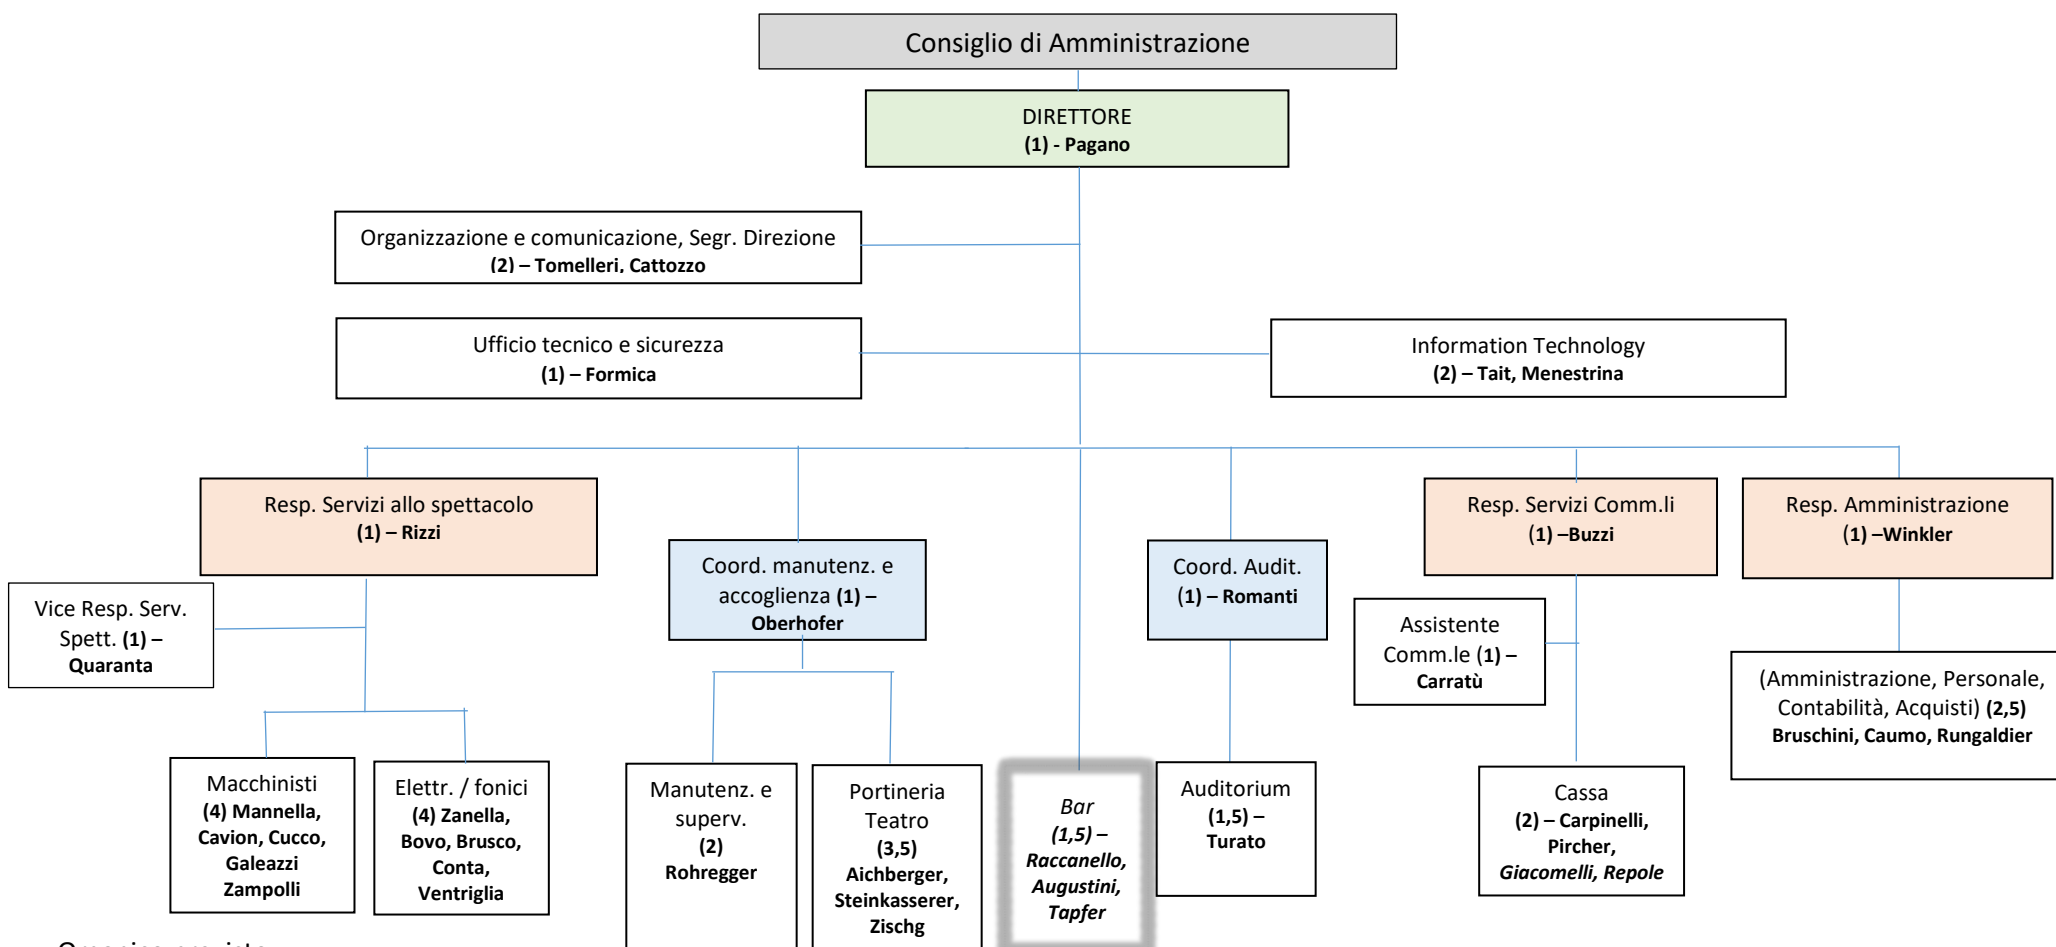 Consiglio di Amministrazione
DIRETTORE
(1) - Pagano
Organizzazione e comunicazione, Segr. Direzione
(2) – Tomelleri, Cattozzo
Ufficio tecnico e sicurezza
(1) – Formica
Information Technology
(2) – Tait, Menestrina
Resp. Servizi allo spettacolo
(1) – Rizzi
Coord. manutenz. e
accoglienza (1) –
Oberhofer
Coord. Audit.
(1) – Romanti
Resp. Servizi Comm.li
(1) –Buzzi
Resp. Amministrazione
(1) –Winkler
Vice Resp. Serv.
Spett. (1) –
Quaranta
Assistente
Comm.le (1) –
Carratù
(Amministrazione, Personale,
Contabilità, Acquisti) (2,5)
Bruschini, Caumo, Rungaldier
Macchinisti
(4) Mannella,
Cavion, Cucco,
Galeazzi
Zampolli
Elettr. / fonici
(4) Zanella,
Bovo, Brusco,
Conta,
Ventriglia
Manutenz. e
superv.
(2)
Rohregger
Portineria
Teatro
(3,5)
Aichberger,
Steinkasserer,
Zischg
Bar
(1,5) –
Raccanello,
Augustini,
Tapfer
Auditorium
(1,5) –
Turato
Cassa
(2) – Carpinelli,
Pircher,
Giacomelli, Repole